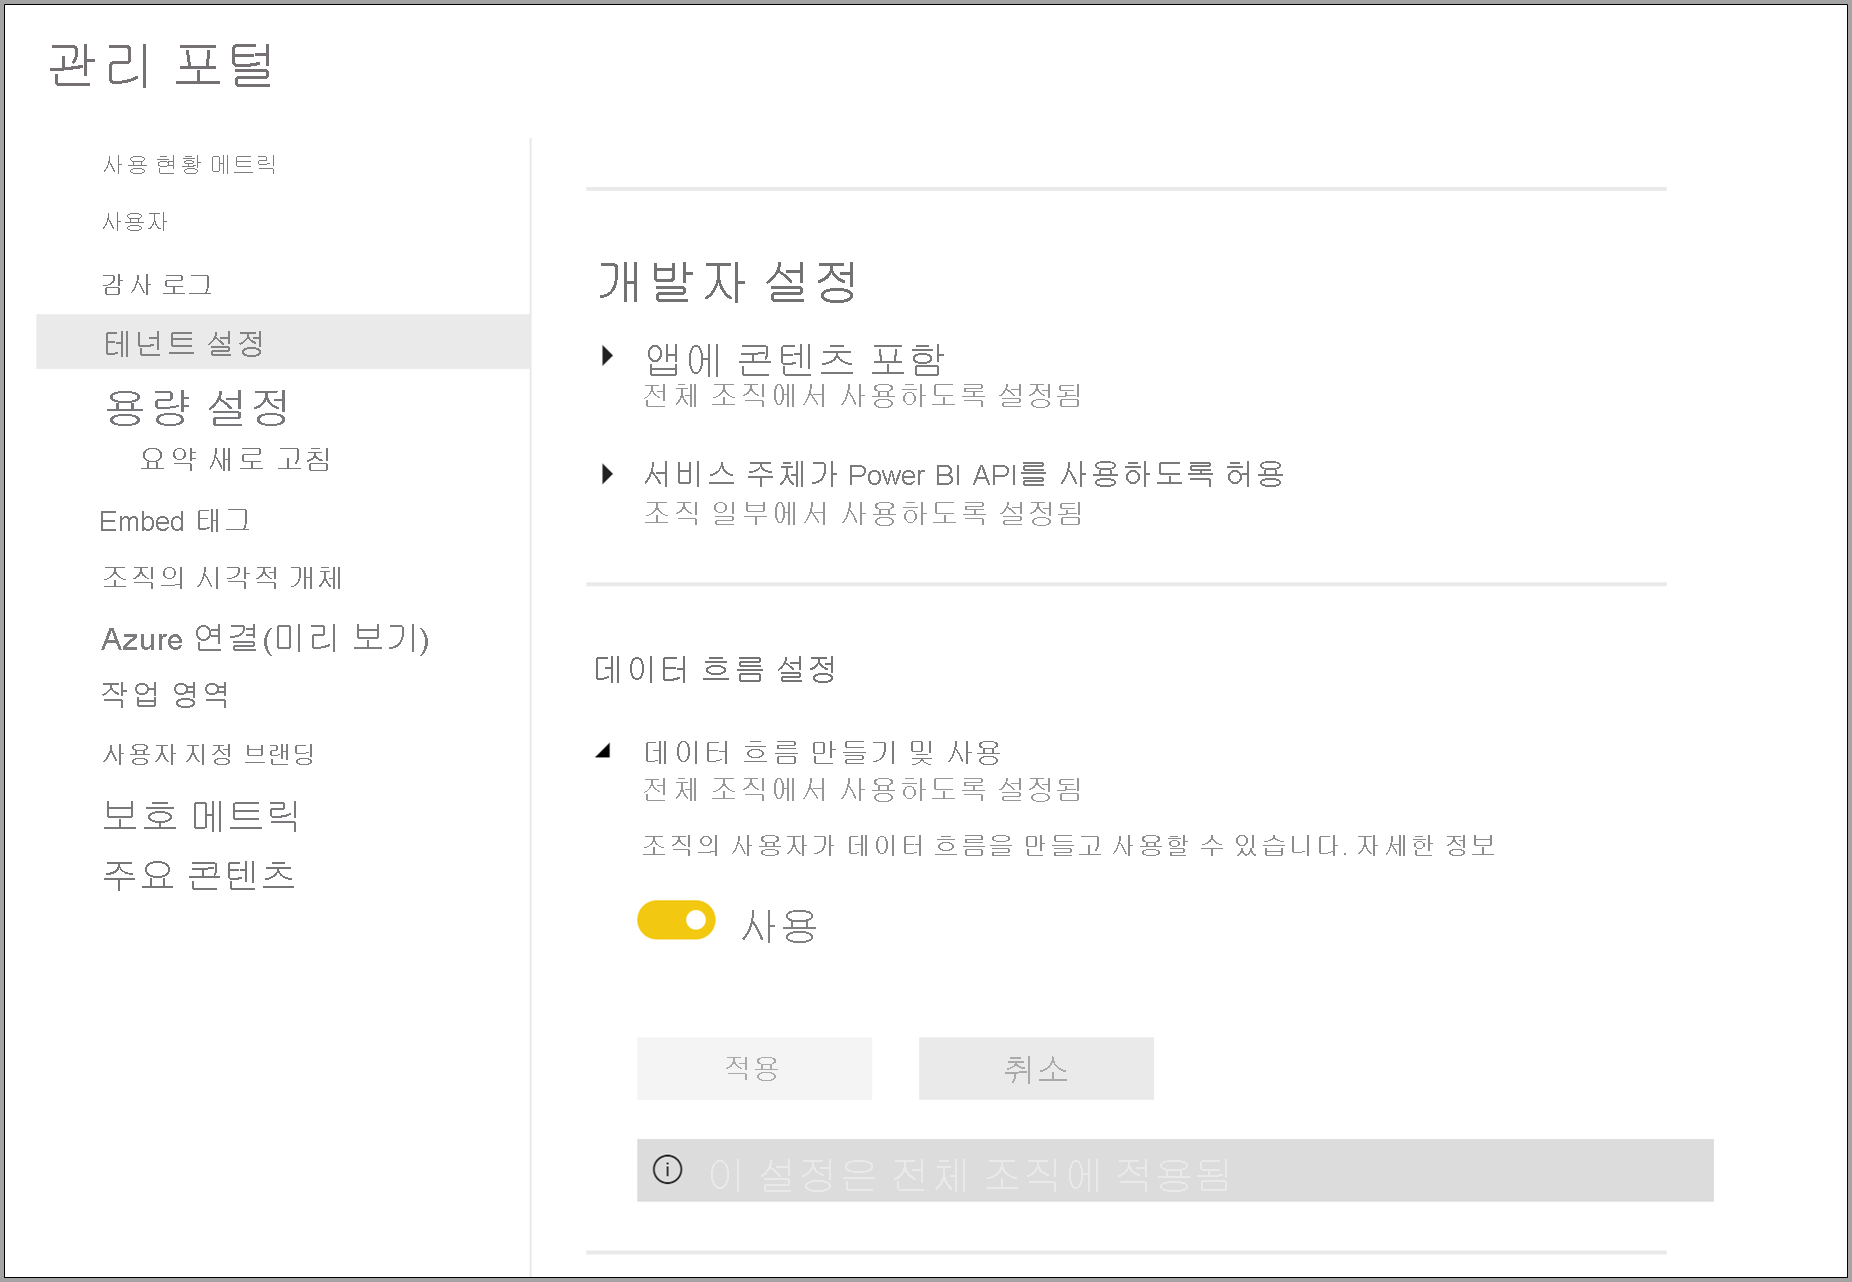 관리 포털
사용 현황 메트릭
사용자
감사 로그
테넌트 설정
용량 설정
요약 새로 고침
Embed 태그
조직의 시각적 개체
Azure 연결(미리 보기)
작업 영역
사용자 지정 브랜딩
보호 메트릭
주요 콘텐츠
개발자 설정
앱에 콘텐츠 포함
전체 조직에서 사용하도록 설정됨
서비스 주체가 Power BI API를 사용하도록 허용
조직 일부에서 사용하도록 설정됨
데이터 흐름 설정
데이터 흐름 만들기 및 사용
전체 조직에서 사용하도록 설정됨
조직의 사용자가 데이터 흐름을 만들고 사용할 수 있습니다. 자세한 정보
사용
적용 취소
이 설정은 전체 조직에 적용됨